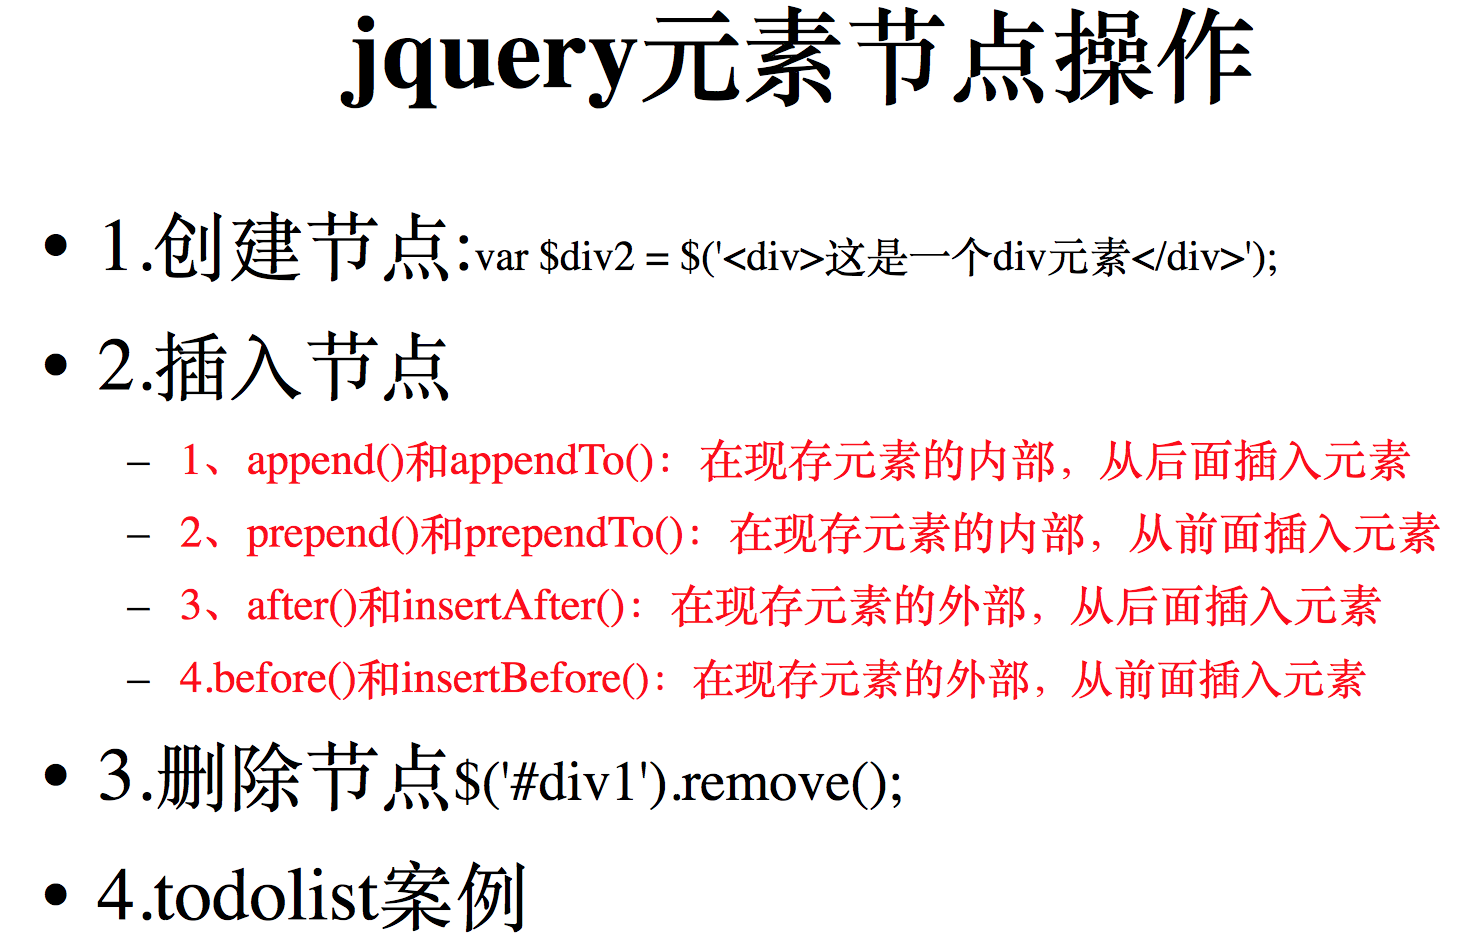 jquery元素节点操作
• 1.创建节点:var $div2 = $('<div>这是一个div元素</div>');
• 2.插入节点
– 1、append()和appendTo()：在现存元素的内部，从后面插入元素
– 2、prepend()和prependTo()：在现存元素的内部，从前面插入元素
– 3、after()和insertAfter()：在现存元素的外部，从后面插入元素
– 4.before()和insertBefore()：在现存元素的外部，从前面插入元素
• 3.删除节点$('#div1').remove();
• 4.todolist案例